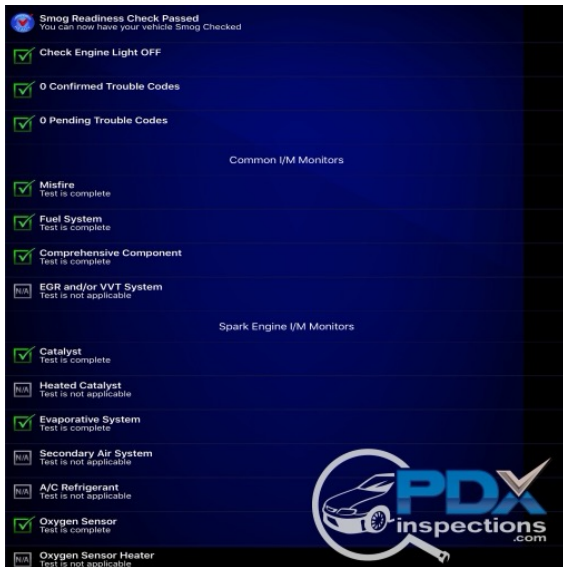 Smog Readiness Check Passed
You can now have your vehicle Smog Checked
Check Engine Light OFF
0 Confirmed Trouble Codes
0 Pending Trouble Codes
Common I/M Monitors
Misfire
Test is complete
Fuel System
Test is complete
Comprehensive Component
Test is complete
N/A EGR and/or VVT System
Test is not applicable
Spark Engine I/M Monitors
Catalyst
Test is complete
N/A Heated Catalyst
Test is not applicable
Evaporative System
Test is complete
N/A Secondary Air System
Test is not applicable
N/A A/C Refrigerant
Test is not applicable
Oxygen Sensor
Test is complete
N/A Oxygen Sensor Heater
Test is not applicable
PDX
inspections
.com